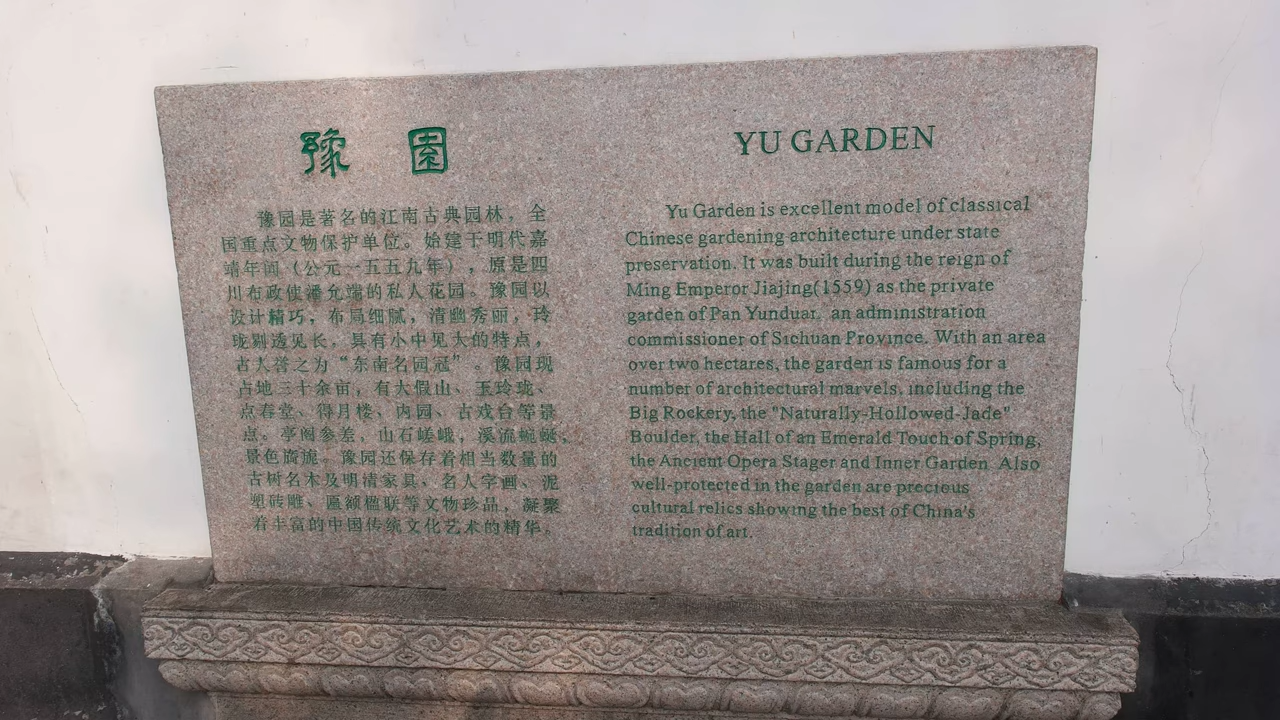 豫园
豫园是著名的江南古典园林，全
国重点文物保护单位。始建于明代嘉
靖年间（公元一五五九年），原是四
川布政使潘允端的私人花园。豫园以
设计精巧，布局细腻，清幽秀丽，玲
珑剔透见长，具有小中见大的特点，
古人誉之为“东南名园冠”。豫园现
占地三十余亩，有大假山、玉玲珑、
点春堂、得月楼、内园、古戏台等景
点。亭阁参差，山石嵯峨，溪流蜿蜒，
景色旖旎。豫园还保存着相当数量的
古树名木及明清家具、名人字画、泥
塑砖雕、匾额楹联等文物珍品，凝聚
着丰富的中国传统文化艺术的精华。
YU GARDEN
Yu Garden is excellent model of classical
Chinese gardening architecture under state
preservation. It was built during the reign of
Ming Emperor Jiajing(1559) as the private
garden of Pan Yunduan, an administration
commissioner of Sichuan Province. With an area
over two hectares, the garden is famous for a
number of architectural marvels, including the
Big Rockery, the "Naturally-Hollowed-Jade"
Boulder, the Hall of an Emerald Touch of Spring,
the Ancient Opera Stager and Inner Garden. Also
well-protected in the garden are precious
cultural relics showing the best of China's
tradition of art.